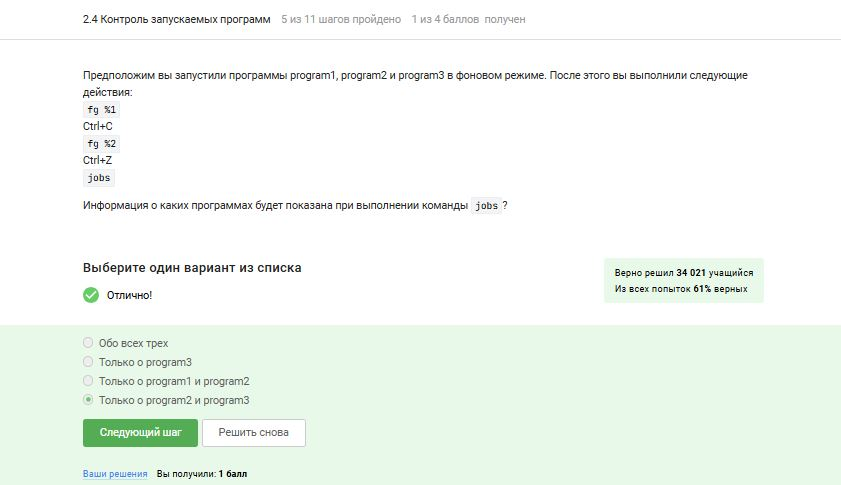 2.4 Контроль запускаемых программ 5 из 11 шагов пройдено 1 из 4 баллов получен
Предположим вы запустили программы program1, program2 и program3 в фоновом режиме. После этого вы выполнили следующие
действия:
fg %1
Ctrl+C
fg %2
Ctrl+Z
jobs
Информация о каких программах будет показана при выполнении команды jobs ?
Выберите один вариант из списка
Отлично!
Верно решил 34 021 учащийся
Из всех попыток 61% верных
Обо всех трех
Только о program3
Только о program1 и program2
Только о program2 и program3
Следующий шаг Решить снова
Ваши решения Вы получили: 1 балл